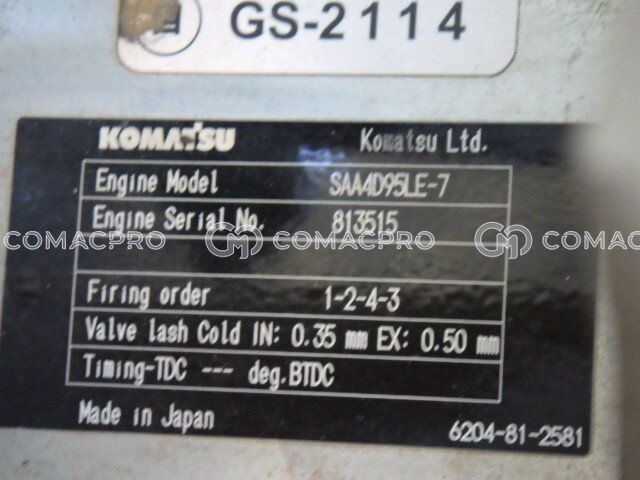 GS-2114
KOMATSU Komatsu Ltd.
Engine Model SAA4D95LE-7
Engine Serial No. 813515
COMACPRO COMACPRO COMACPRO
Firing order 1-2-4-3
Valve lash Cold IN: 0.35 mm EX: 0.50 mm
Timing-TDC --- deg.BTDC
Made in Japan 6204-81-2581